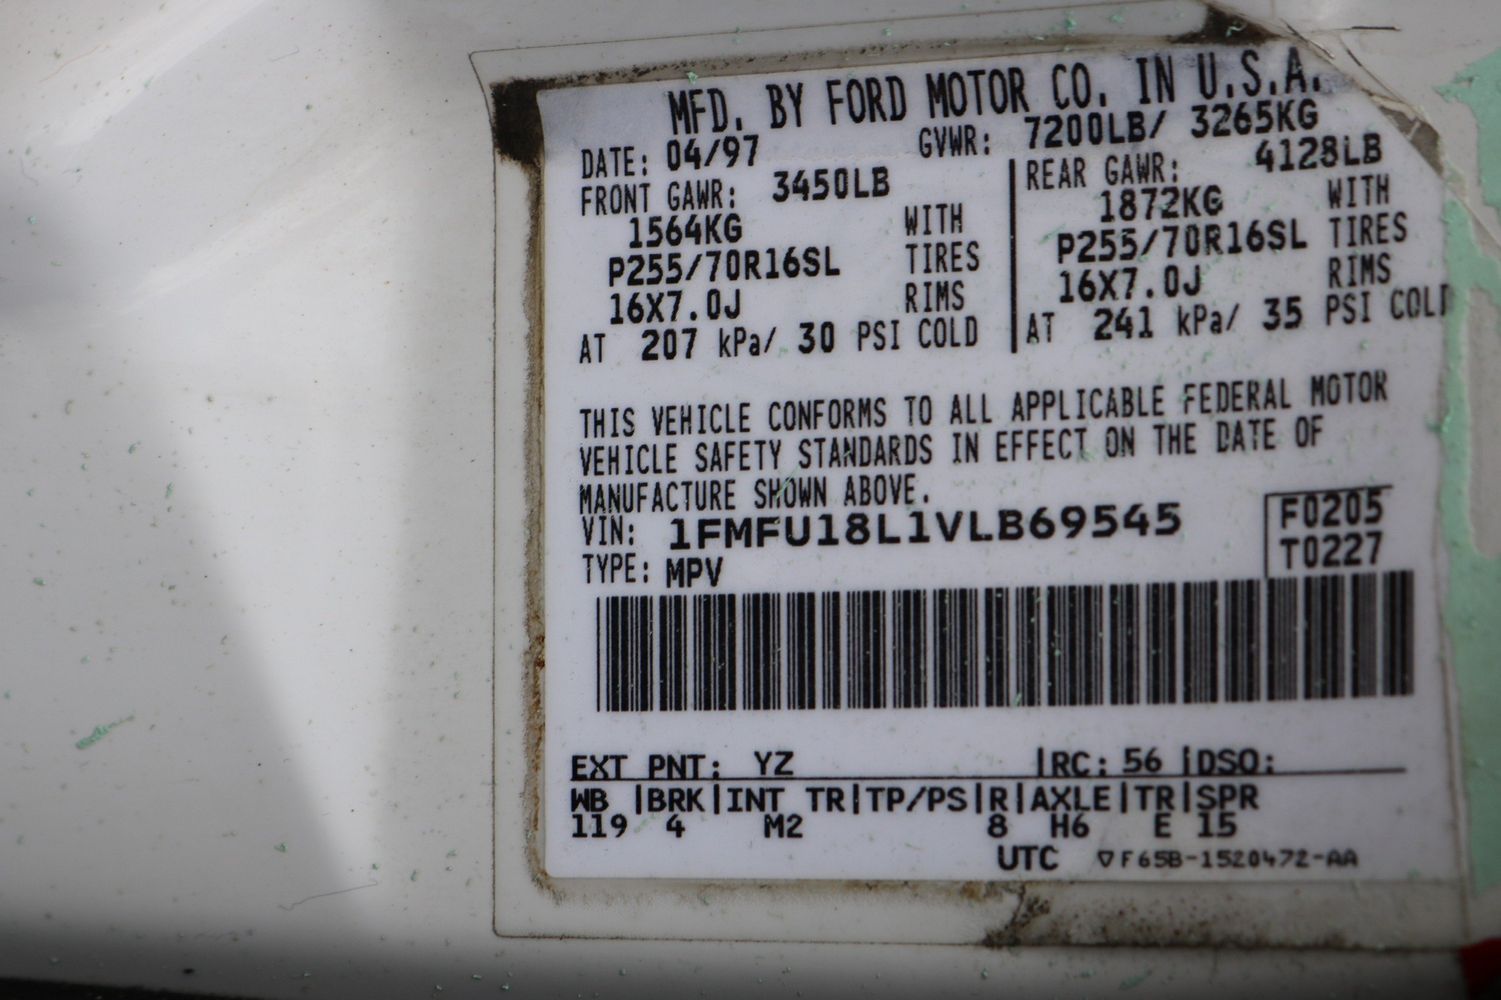 MFD. BY FORD MOTOR CO. IN U.S.A.
DATE: 04/97 GVWR: 7200LB/ 3265KG
FRONT GAWR: 3450LB REAR GAWR: 4128LB
1564KG WITH 1872KG WITH
P255/70R16SL TIRES P255/70R16SL TIRES
16X7.0J RIMS 16X7.0J RIMS
AT 207 kPa/ 30 PSI COLD AT 241 kPa/ 35 PSI COLD
THIS VEHICLE CONFORMS TO ALL APPLICABLE FEDERAL MOTOR
VEHICLE SAFETY STANDARDS IN EFFECT ON THE DATE OF
MANUFACTURE SHOWN ABOVE.
VIN: 1FMFU18L1VLB69545 F0205
TYPE: MPV T0227
EXT PNT: YZ |RC: 56 |DSO:
WB |BRK|INT TR|TP/PS|R|AXLE|TR|SPR
119 4 M2 8 H6 E 15
UTC ▽F65B-1520472-AA